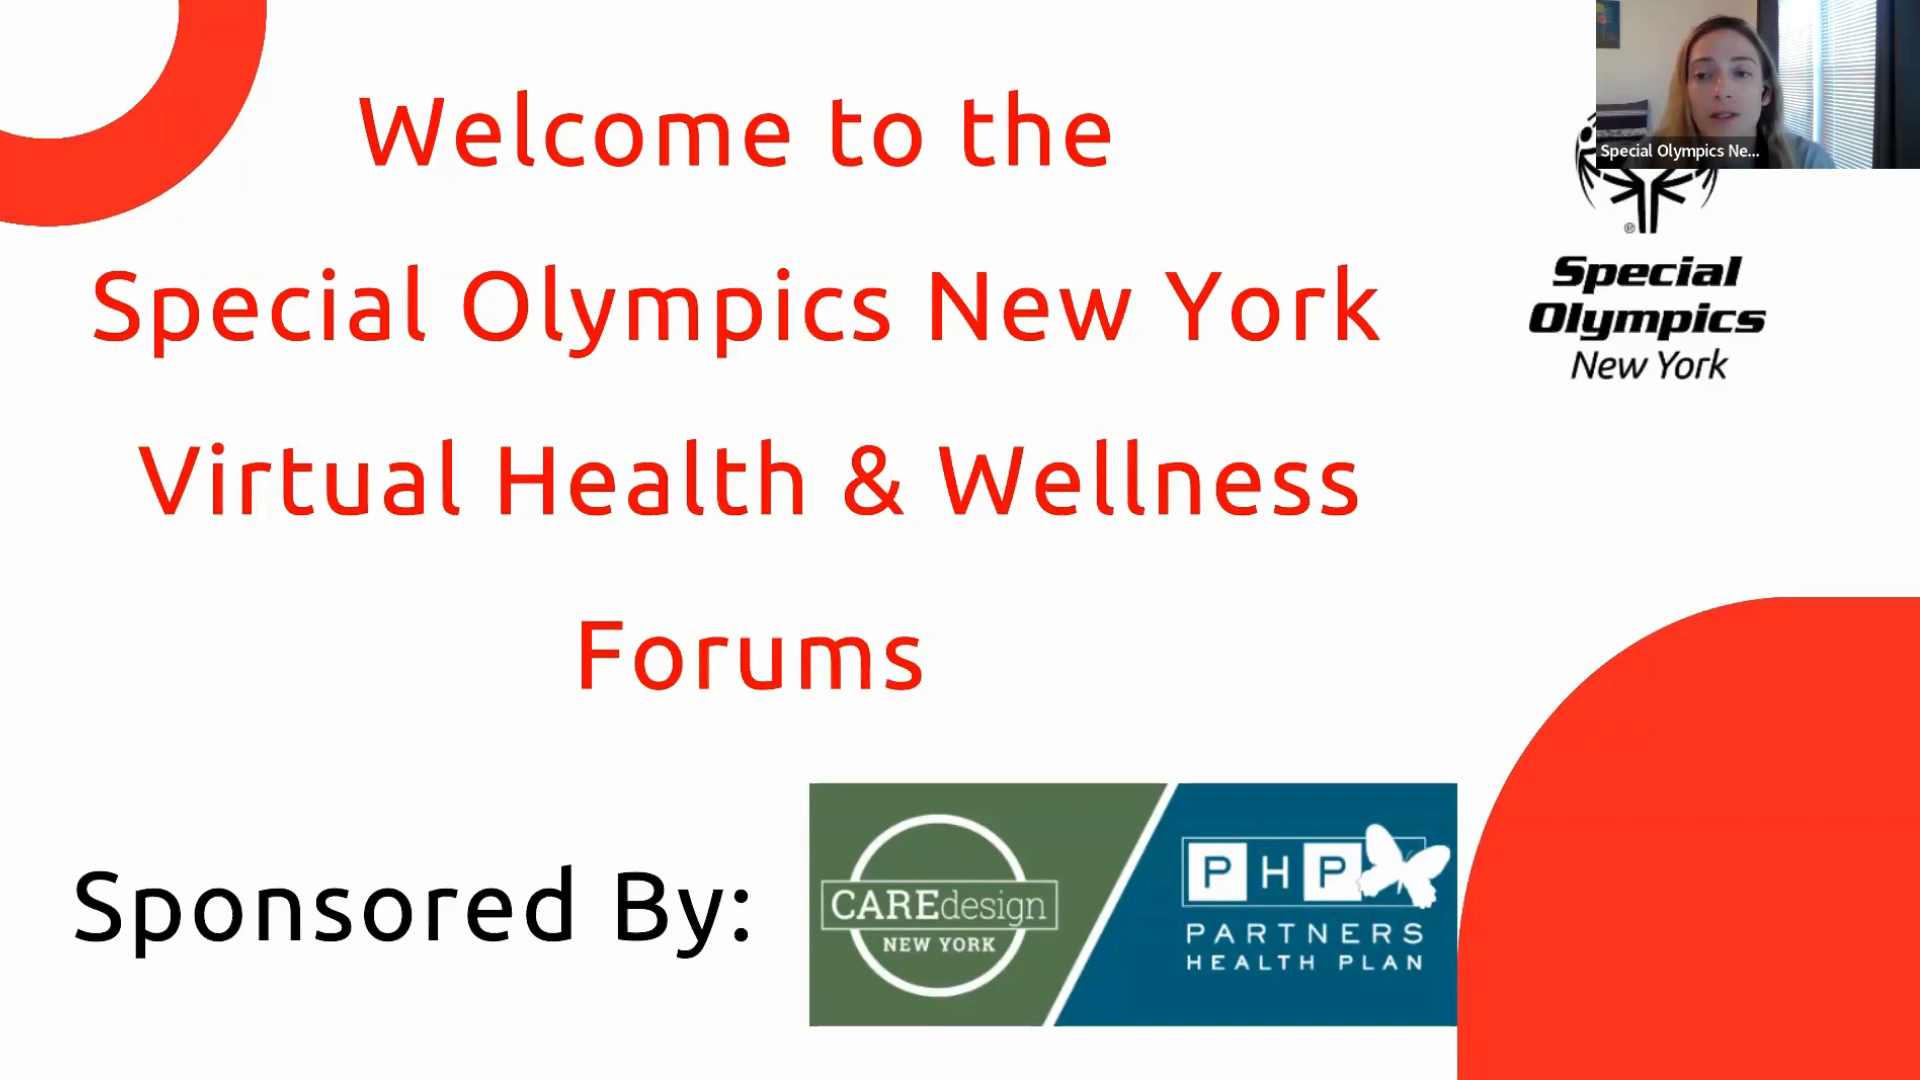 Welcome to the
Special Olympics New York
Virtual Health & Wellness
Forums
Sponsored By:
CAREdesign
NEW YORK
PHP
PARTNERS
HEALTH PLAN
Special Olympics Ne...
®
Special
Olympics
New York